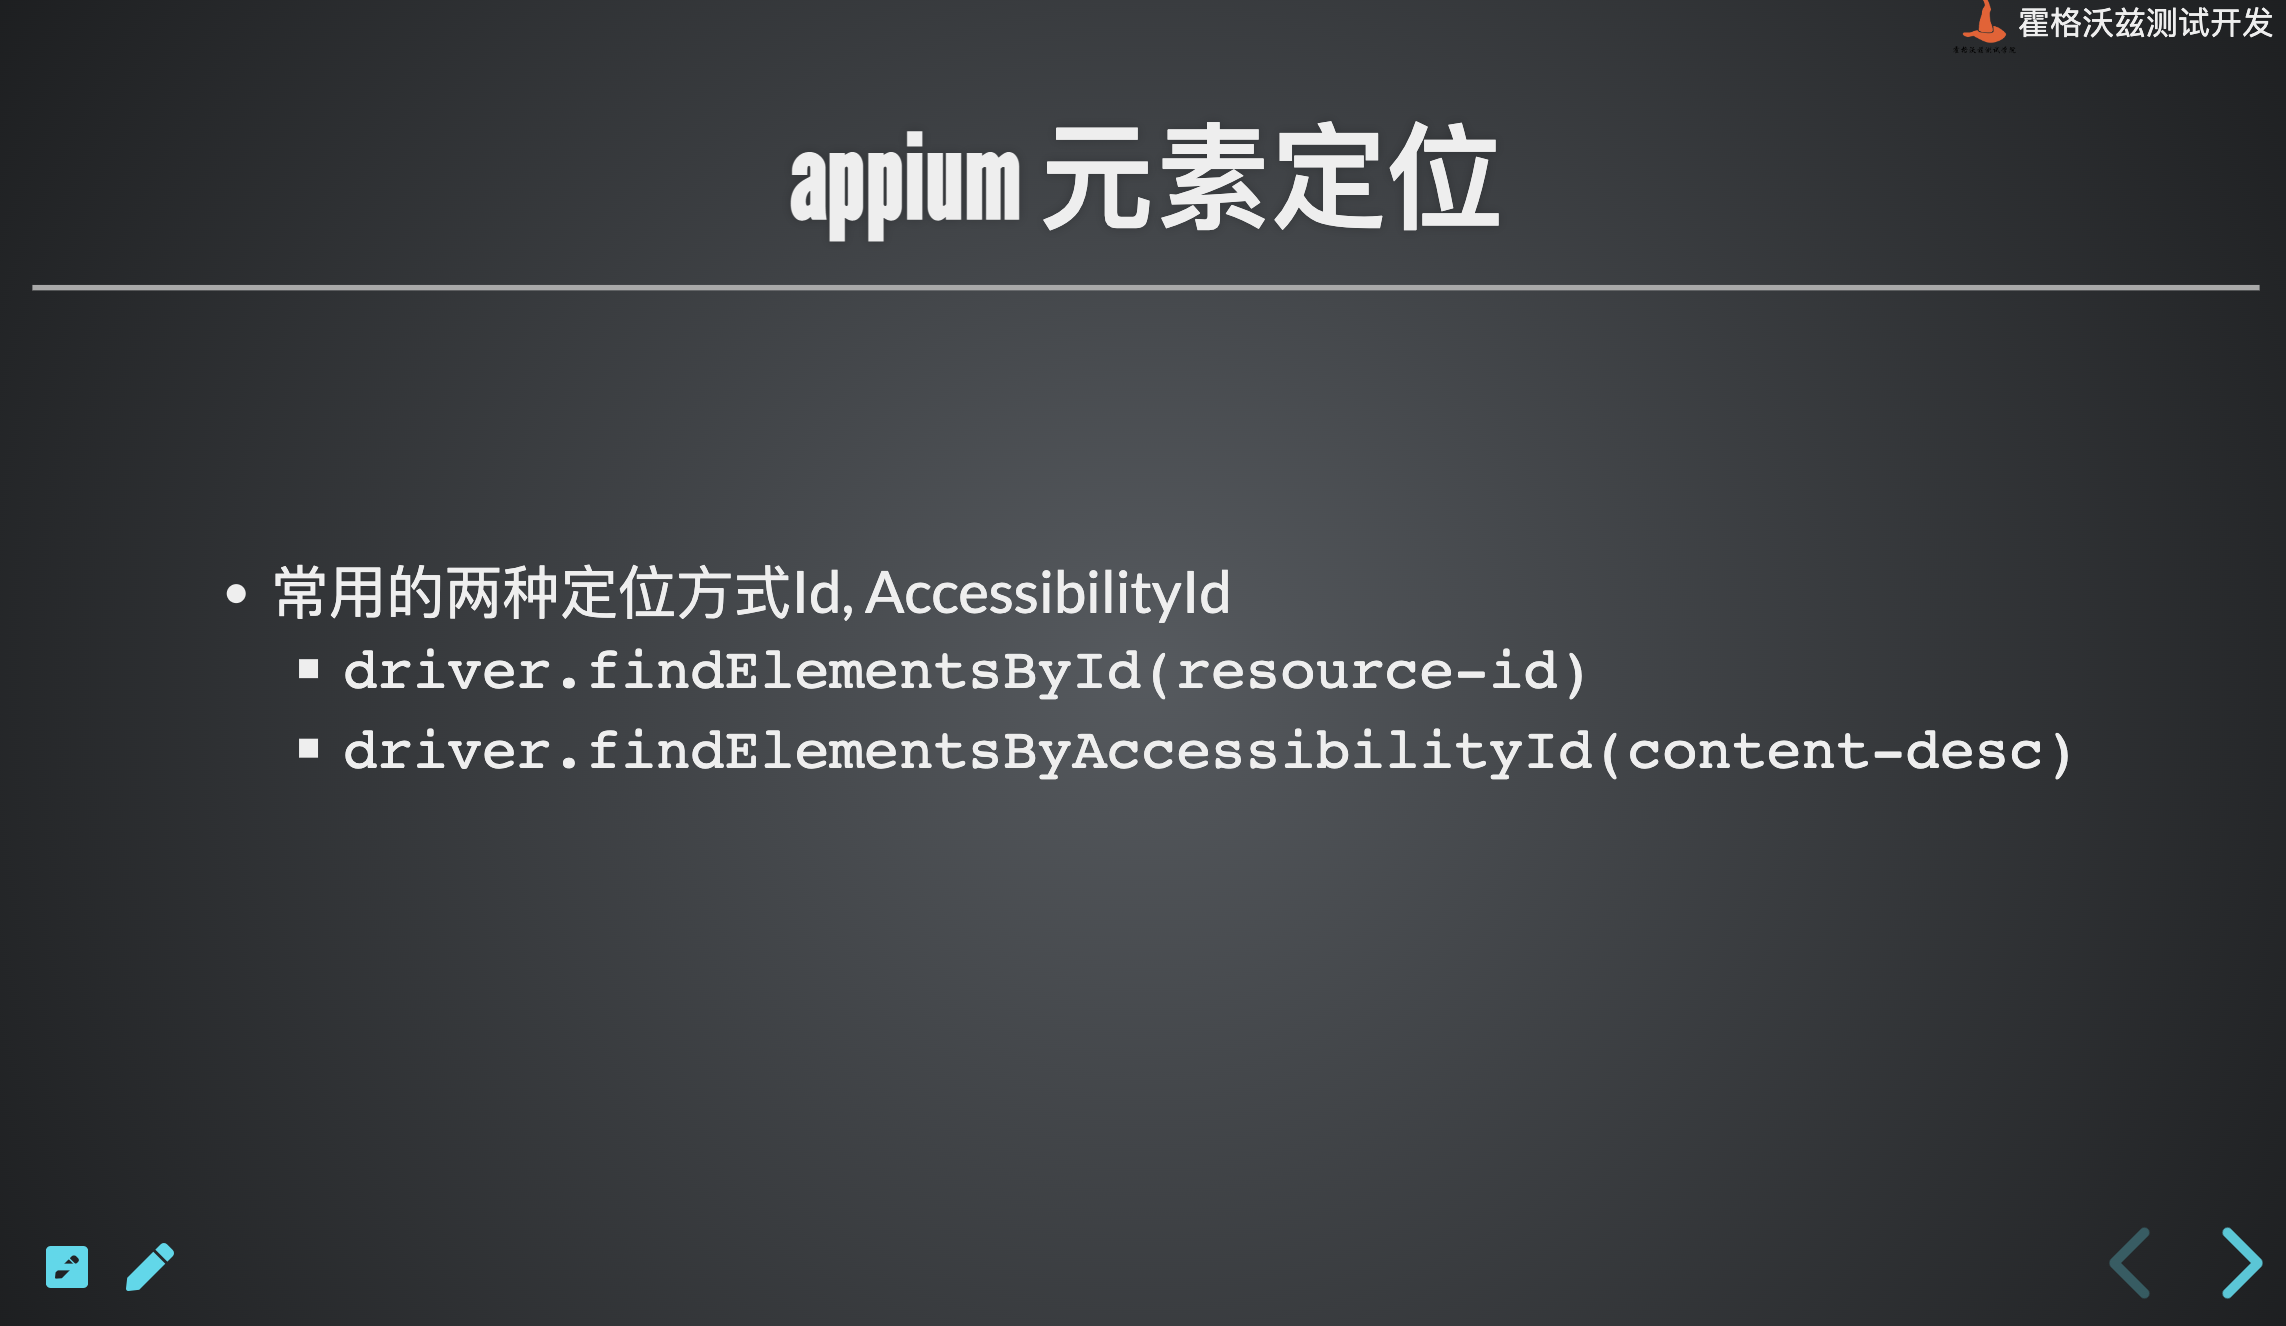 霍格沃兹测试开发
appium 元素定位
常用的两种定位方式Id, AccessibilityId
driver.findElementsById(resource-id)
driver.findElementsByAccessibilityId(content-desc)